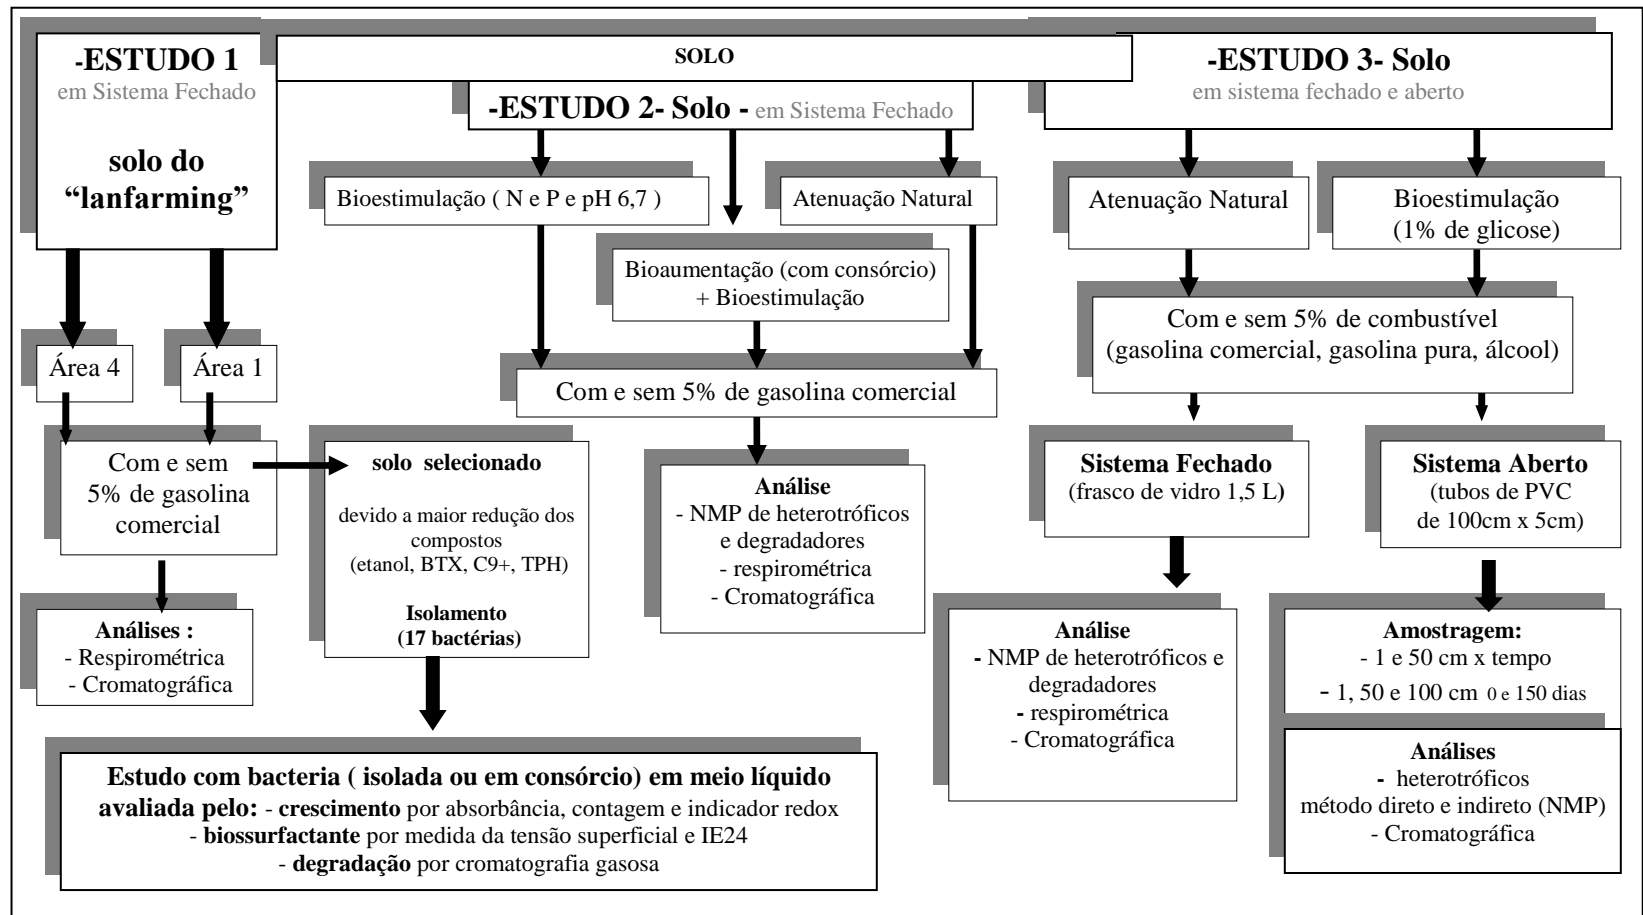 SOLO
-ESTUDO 1
em Sistema Fechado
solo do
“lanfarming”
Área 4
Área 1
Com e sem
5% de gasolina
comercial
Análises :
- Respirométrica
- Cromatográfica
solo selecionado
devido a maior redução dos
compostos
(etanol, BTX, C9+, TPH)
Isolamento
(17 bactérias)
Estudo com bacteria ( isolada ou em consórcio) em meio líquido
avaliada pelo: - crescimento por absorbância, contagem e indicador redox
- biossurfactante por medida da tensão superficial e IE24
- degradação por cromatografia gasosa
-ESTUDO 2- Solo - em Sistema Fechado
Bioestimulação ( N e P e pH 6,7 )
Atenuação Natural
Bioaumentação (com consórcio)
+ Bioestimulação
Com e sem 5% de gasolina comercial
Análise
- NMP de heterotróficos
e degradadores
- respirométrica
- Cromatográfica
-ESTUDO 3- Solo
em sistema fechado e aberto
Atenuação Natural
Bioestimulação
(1% de glicose)
Com e sem 5% de combustível
(gasolina comercial, gasolina pura, álcool)
Sistema Fechado
(frasco de vidro 1,5 L)
Sistema Aberto
(tubos de PVC
de 100cm x 5cm)
Análise
- NMP de heterotróficos e
degradadores
- respirométrica
- Cromatográfica
Amostragem:
- 1 e 50 cm x tempo
- 1, 50 e 100 cm 0 e 150 dias
Análises
- heterotróficos
método direto e indireto (NMP)
- Cromatográfica